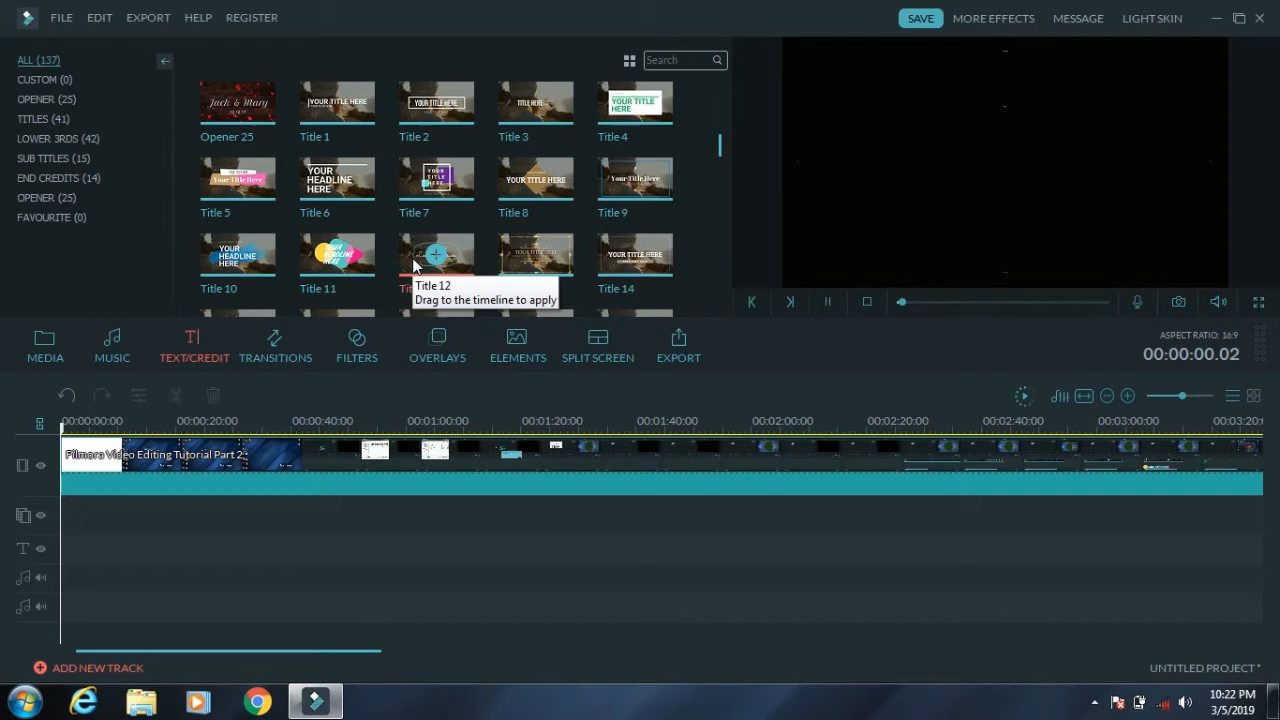 FILE EDIT EXPORT HELP REGISTER
SAVE MORE EFFECTS MESSAGE LIGHT SKIN
ALL (137)
CUSTOM (0)
OPENER (25)
TITLES (41)
LOWER 3RDS (42)
SUB TITLES (15)
END CREDITS (14)
OPENER (25)
FAVOURITE (0)
Search
Jack & Mary
YOUR TITLE HERE
YOUR TITLE HERE
TITLE HERE
YOUR TITLE HERE
Opener 25 Title 1 Title 2 Title 3 Title 4
Your Title Here
YOUR HEADLINE HERE
YOUR TITLE HERE
YOUR TITLE HERE
Your Title Here
Title 5 Title 6 Title 7 Title 8 Title 9
YOUR HEADLINE HERE
YOUR HEADLINE HERE
YOUR TITLE HERE
YOUR TITLE HERE
Title 10 Title 11 Title 14
Title 12
Drag to the timeline to apply
MEDIA MUSIC TEXT/CREDIT TRANSITIONS FILTERS OVERLAYS ELEMENTS SPLIT SCREEN EXPORT
ASPECT RATIO: 16:9
00:00:00.02
00:00:00:00 00:00:20:00 00:00:40:00 00:01:00:00 00:01:20:00 00:01:40:00 00:02:00:00 00:02:20:00 00:02:40:00 00:03:00:00 00:03:20:
Filmora Video Editing Tutorial Part 2
ADD NEW TRACK
UNTITLED PROJECT *
10:22 PM
3/5/2019